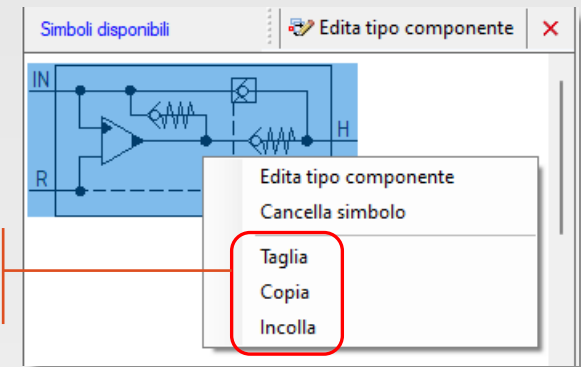 Simboli disponibili
Edita tipo componente
IN
H
R
Edita tipo componente
Cancella simbolo
Taglia
Copia
Incolla